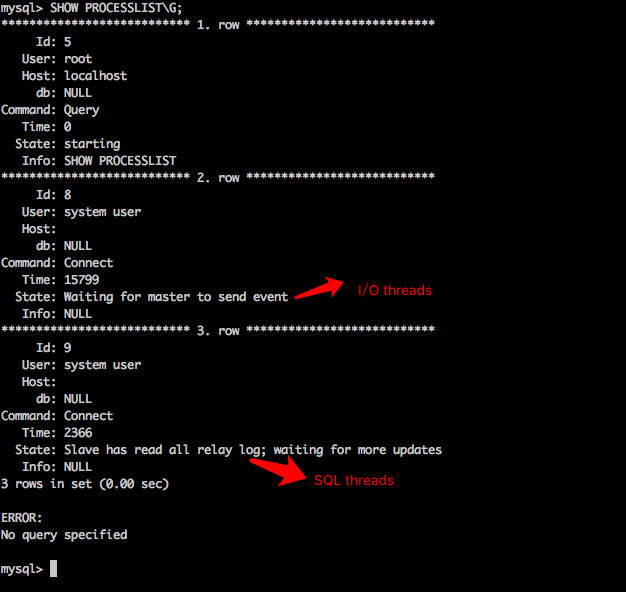 mysql> SHOW PROCESSLIST\G;
*************************** 1. row ***************************
Id: 5
User: root
Host: localhost
db: NULL
Command: Query
Time: 0
State: starting
Info: SHOW PROCESSLIST
*************************** 2. row ***************************
Id: 8
User: system user
Host:
db: NULL
Command: Connect
Time: 15799
State: Waiting for master to send event
I/O threads
Info: NULL
*************************** 3. row ***************************
Id: 9
User: system user
Host:
db: NULL
Command: Connect
Time: 2366
State: Slave has read all relay log; waiting for more updates
Info: NULL
SQL threads
3 rows in set (0.00 sec)
ERROR:
No query specified
mysql>